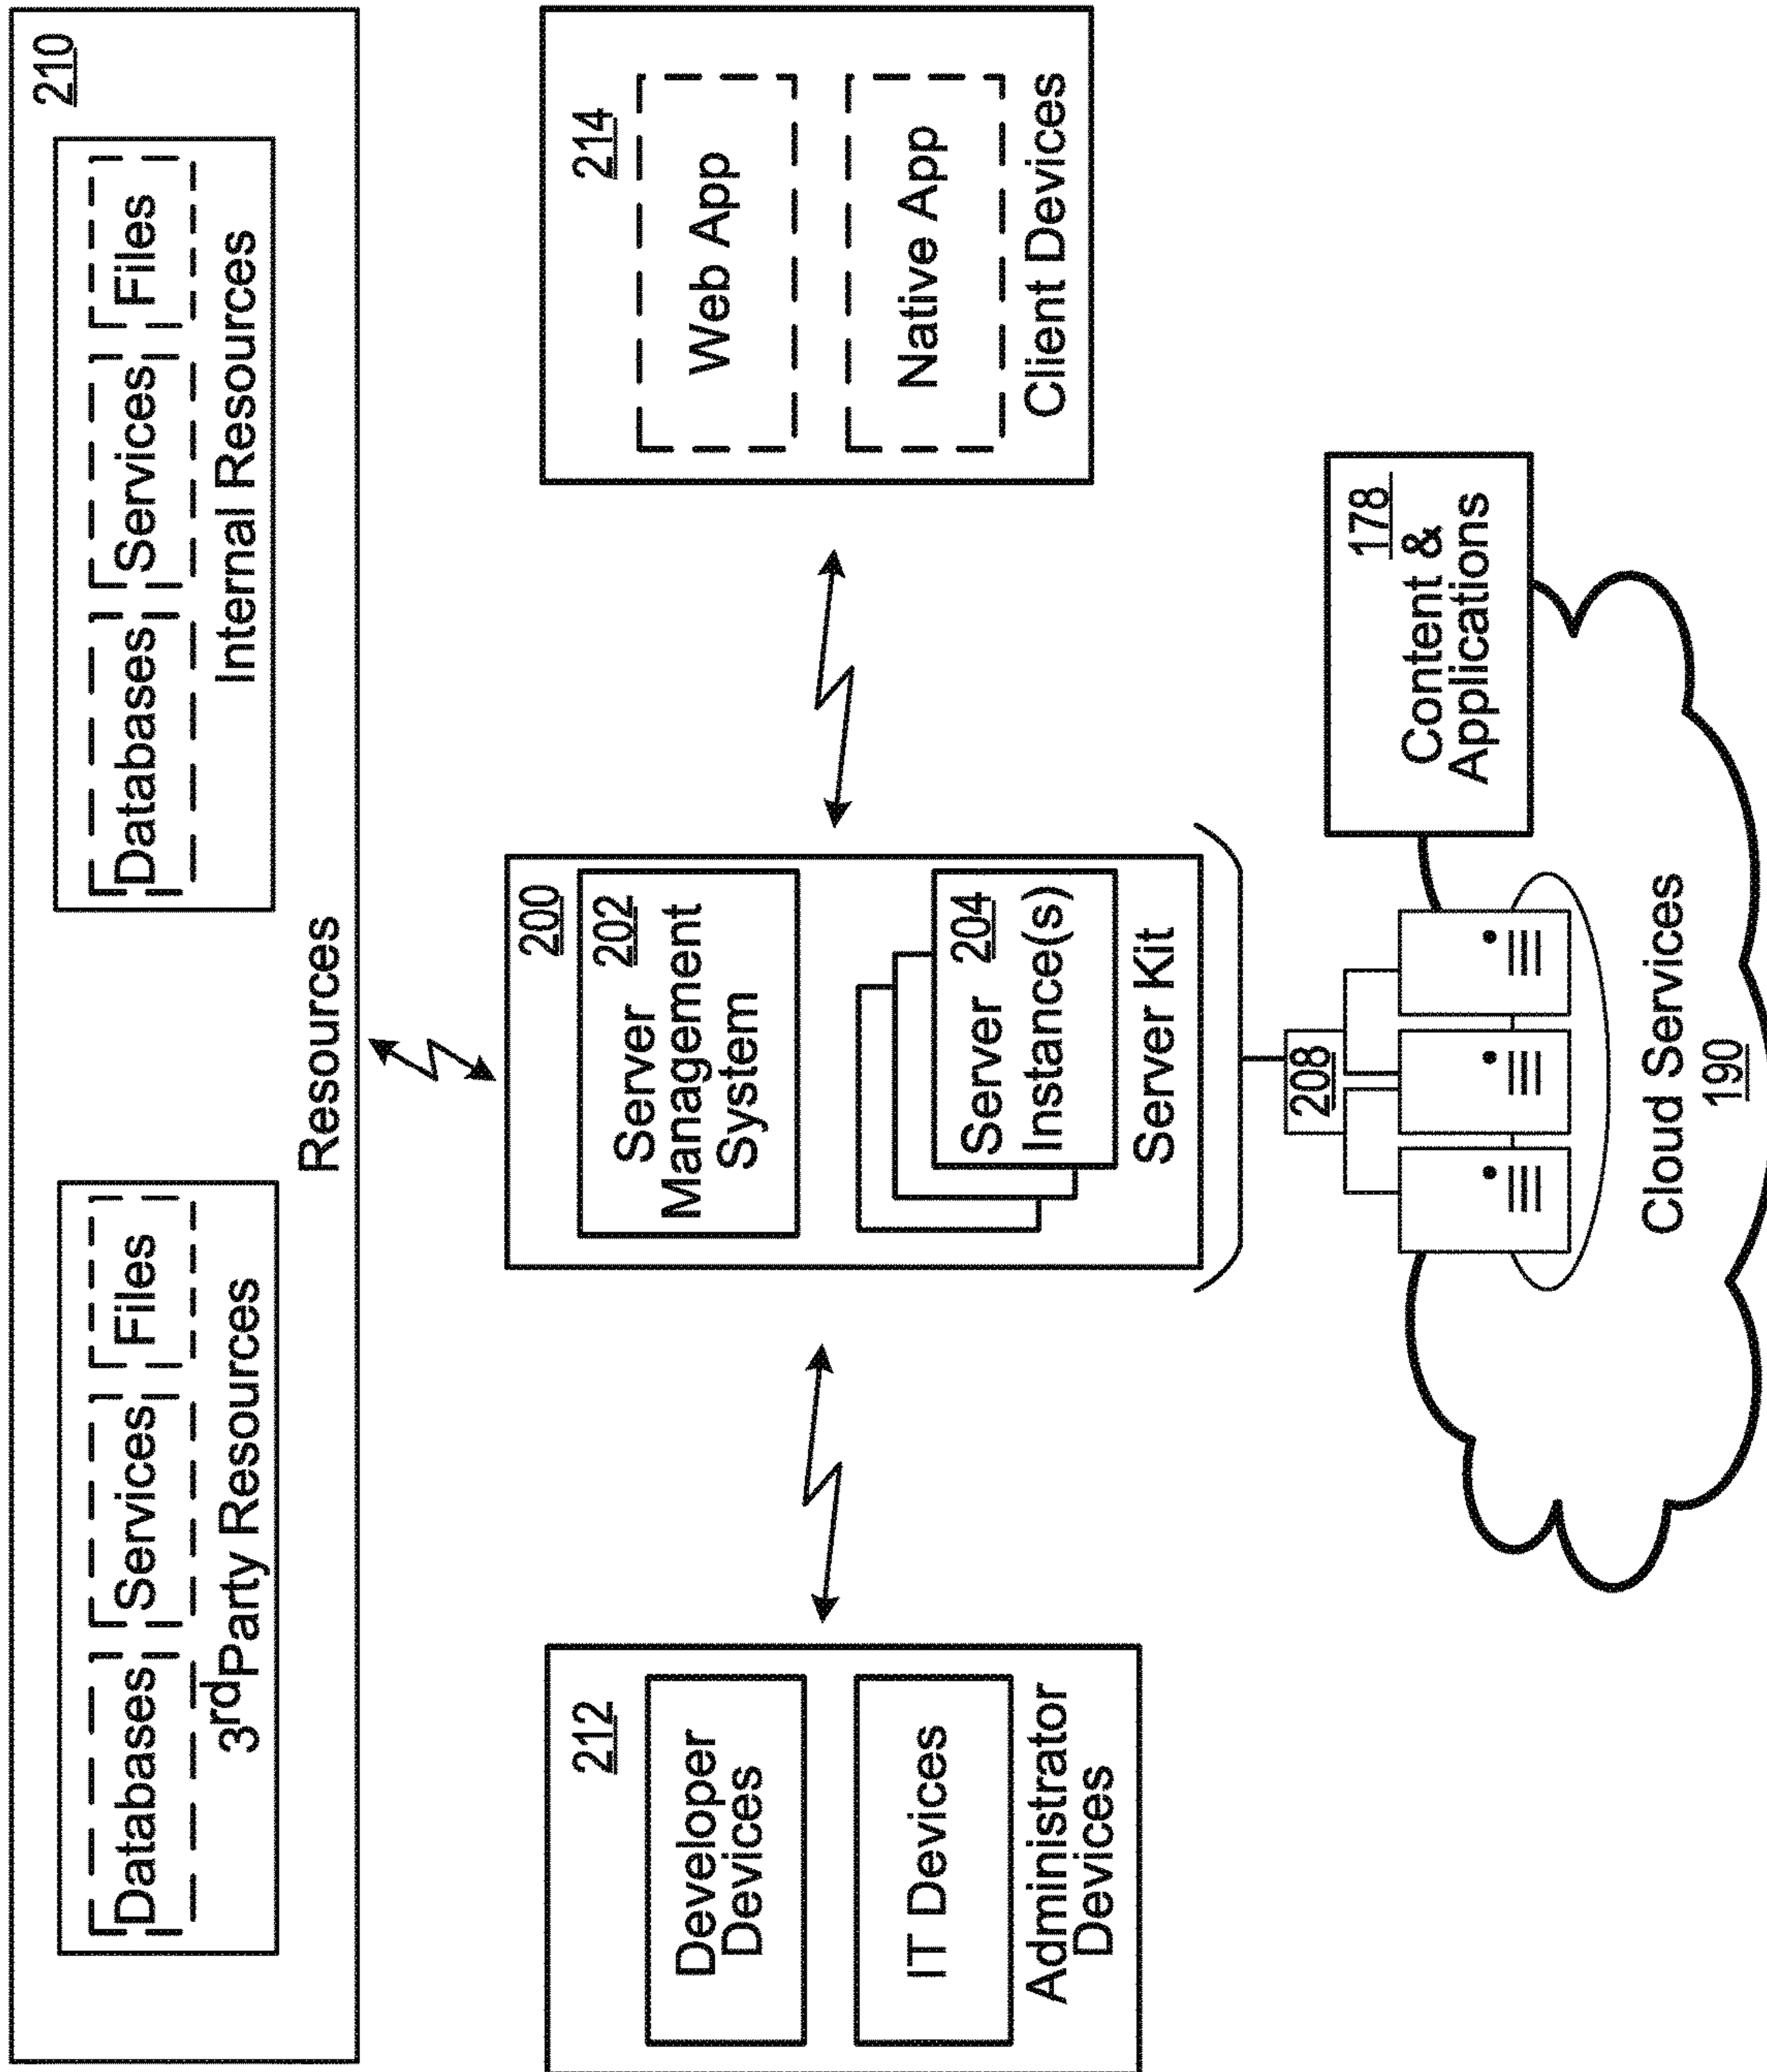 210
Databases
Services
Files
3rd Party Resources
Databases
Services
Files
Internal Resources
Resources
212
Developer
Devices
IT Devices
Administrator
Devices
200
202
Server
Management
System
204
Server
Instance(s)
Server Kit
214
Web App
Native App
Client Devices
208
178
Content &
Applications
Cloud Services
190